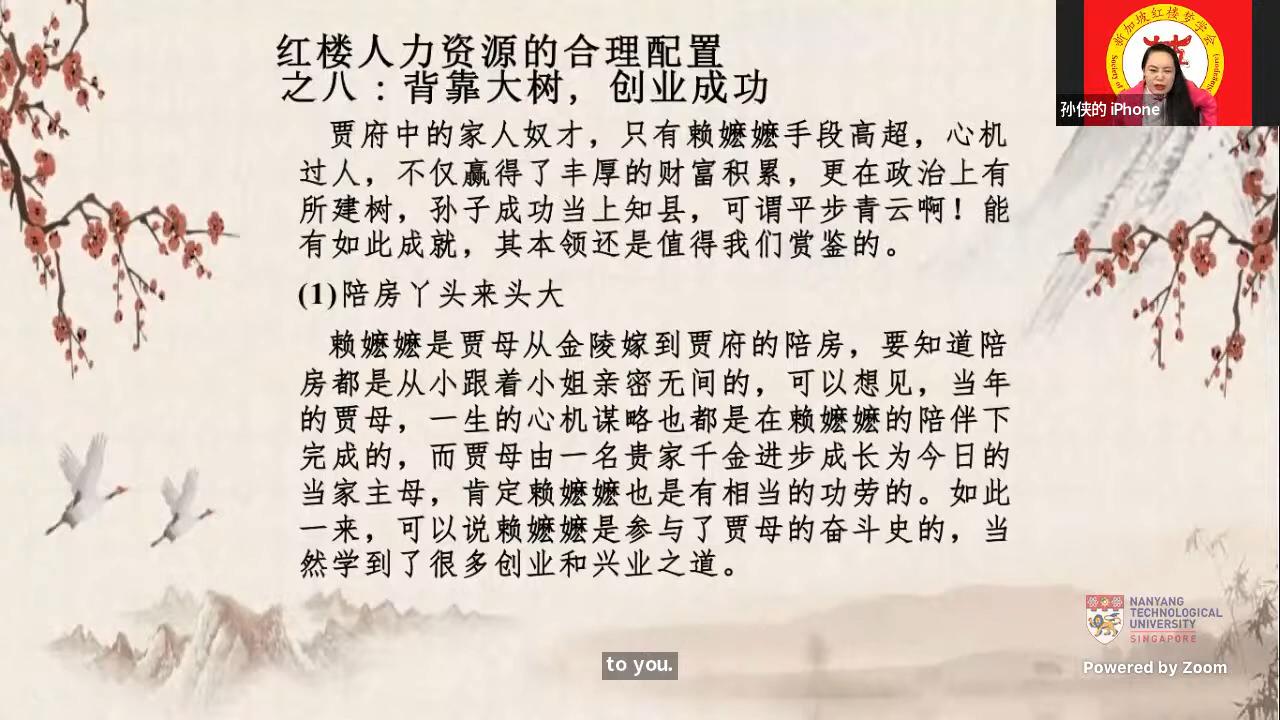 红楼人力资源的合理配置
之八：背靠大树，创业成功
贾府中的家人奴才，只有赖嬷嬷手段高超，心机
过人，不仅赢得了丰厚的财富积累，更在政治上有
所建树，孙子成功当上知县，可谓平步青云啊！能
有如此成就，其本领还是值得我们赏鉴的。
(1)陪房丫头来头大
赖嬷嬷是贾母从金陵嫁到贾府的陪房，要知道陪
房都是从小跟着小姐亲密无间的，可以想见，当年
的贾母，一生的心机谋略也都是在赖嬷嬷的陪伴下
完成的，而贾母由一名贵家千金进步成长为今日的
当家主母，肯定赖嬷嬷也是有相当的功劳的。如此
一来，可以说赖嬷嬷是参与了贾母的奋斗史的，当
然学到了很多创业和兴业之道。
新加坡红楼梦学会
孙侠的 iPhone
NANYANG
TECHNOLOGICAL
UNIVERSITY
SINGAPORE
Powered by Zoom
to you.